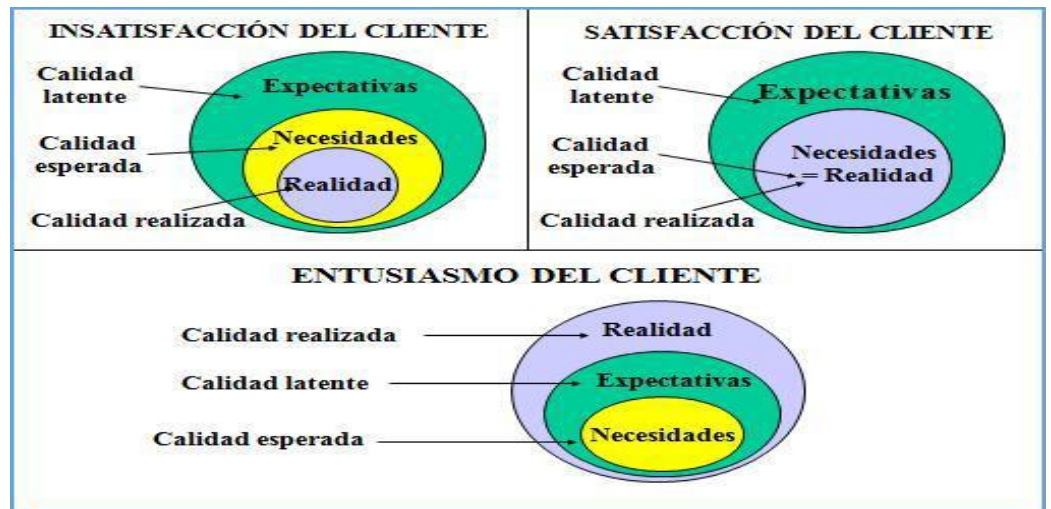 INSATISFACCIÓN DEL CLIENTE
Calidad
latente
Expectativas
Calidad
esperada
Necesidades
Realidad
Calidad realizada
SATISFACCIÓN DEL CLIENTE
Calidad
latente
Expectativas
Calidad
esperada
Necesidades
= Realidad
Calidad realizada
ENTUSIASMO DEL CLIENTE
Calidad realizada
Realidad
Calidad latente
Expectativas
Calidad esperada
Necesidades